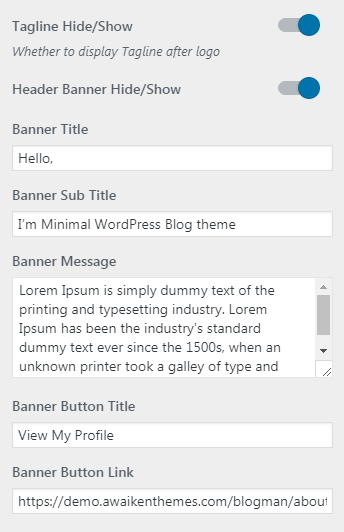 Tagline Hide/Show
Whether to display Tagline after logo
Header Banner Hide/Show
Banner Title
Hello,
Banner Sub Title
I'm Minimal WordPress Blog theme
Banner Message
Lorem Ipsum is simply dummy text of the
printing and typesetting industry. Lorem
Ipsum has been the industry's standard
dummy text ever since the 1500s, when an
unknown printer took a galley of type and
Banner Button Title
View My Profile
Banner Button Link
https://demo.awaikenthemes.com/blogman/about